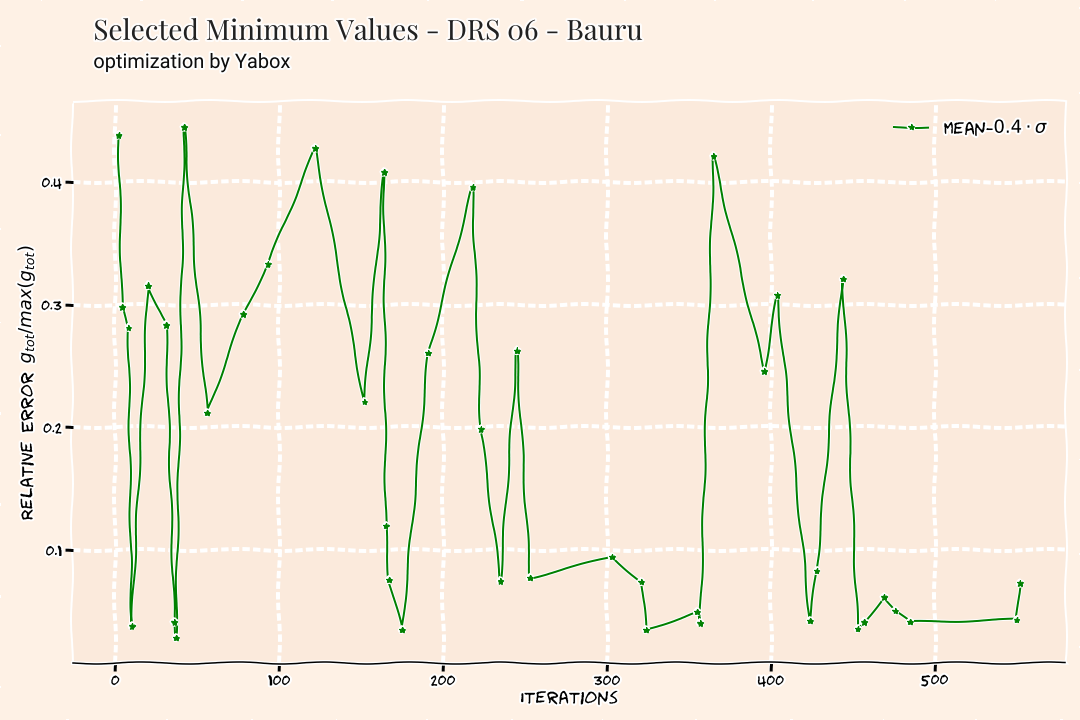 Selected Minimum Values - DRS 06 - Bauru
optimization by Yabox
MEAN-0.4 · σ
RELATIVE ERROR g_tot/max(g_tot)
0.4
0.3
0.2
0.1
0 100 200 300 400 500
ITERATIONS